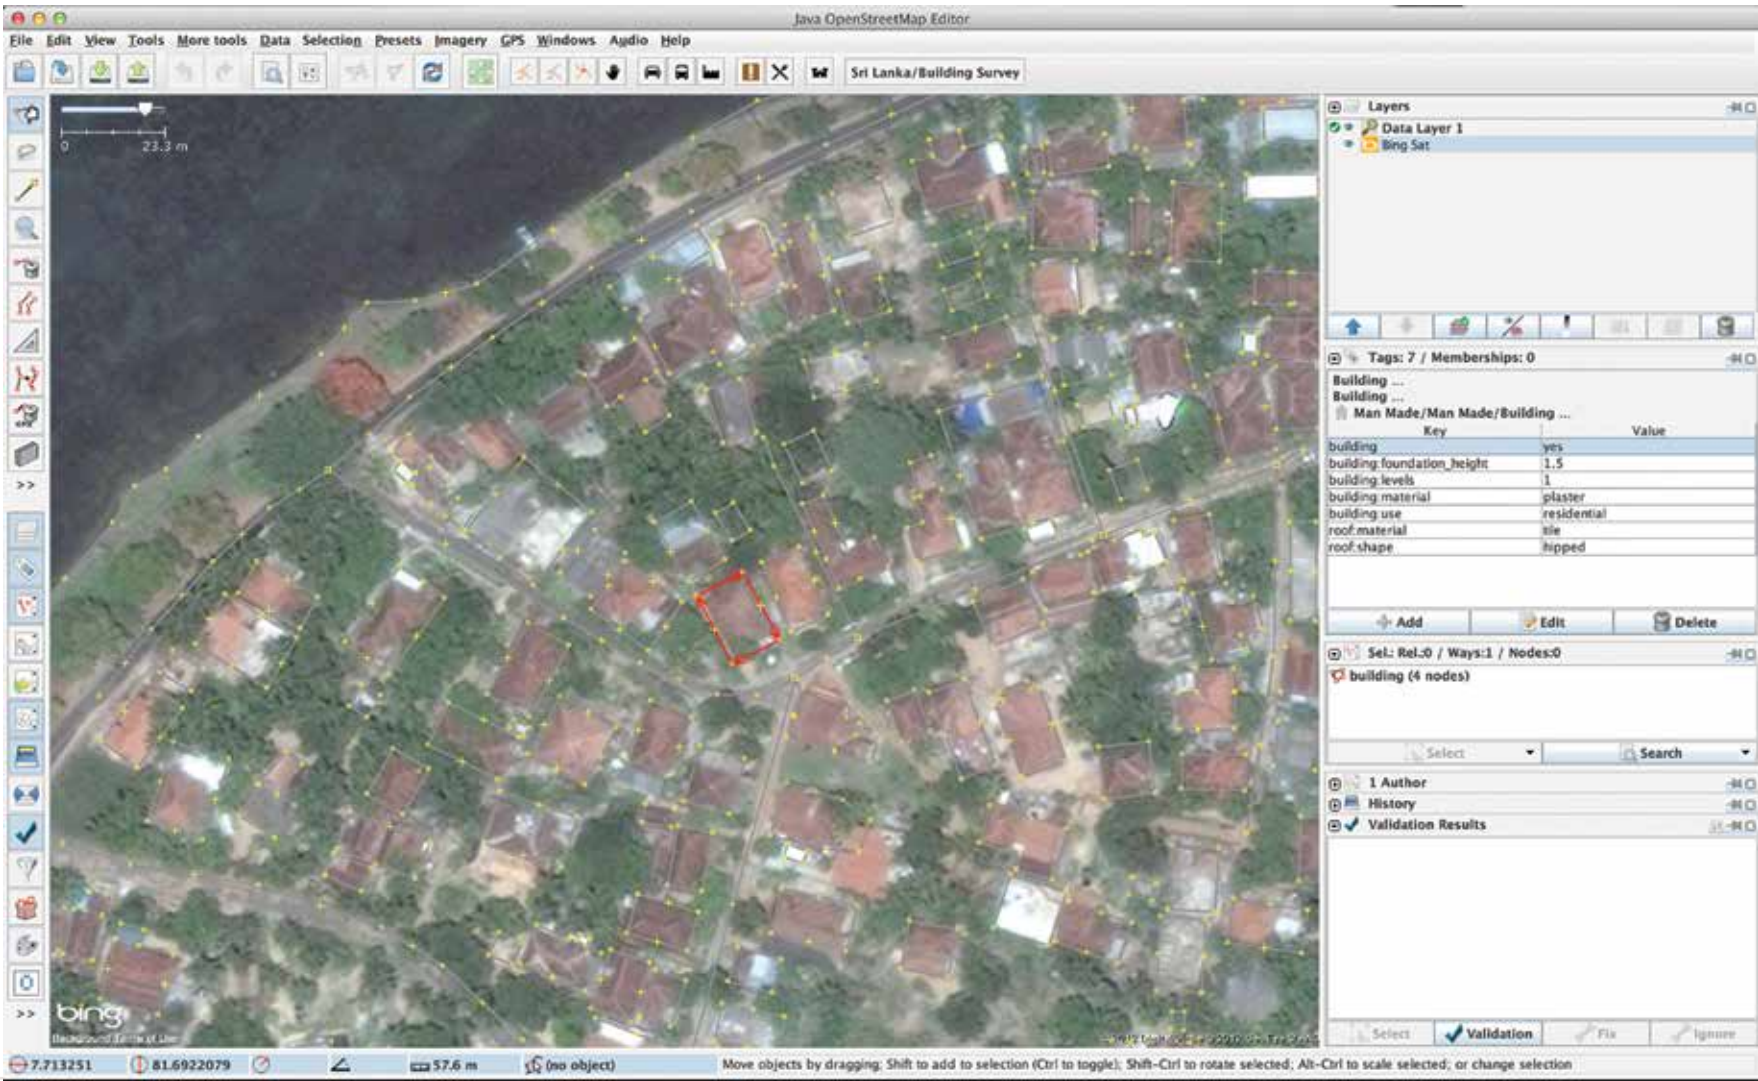 Java OpenStreetMap Editor
File Edit View Tools More tools Data Selection Presets Imagery GPS Windows Audio Help
Sri Lanka/Building Survey
0 23.3 m
Layers
Data Layer 1
Bing Sat
Tags: 7 / Memberships: 0
Building ...
Building ...
Man Made/Man Made/Building ...
Key Value
building yes
building:foundation_height 1.5
building:levels 1
building:material plaster
building:use residential
roof:material tile
roof:shape hipped
Add Edit Delete
Sel.: Rel.:0 / Ways:1 / Nodes:0
building (4 nodes)
Select Search
1 Author
History
Validation Results
>>
>>
bing
Background Terms of Use
Select Validation Fix Ignore
7.713251 81.6922079 57.6 m (no object) Move objects by dragging; Shift to add to selection (Ctrl to toggle); Shift-Ctrl to rotate selected; Alt-Ctrl to scale selected; or change selection